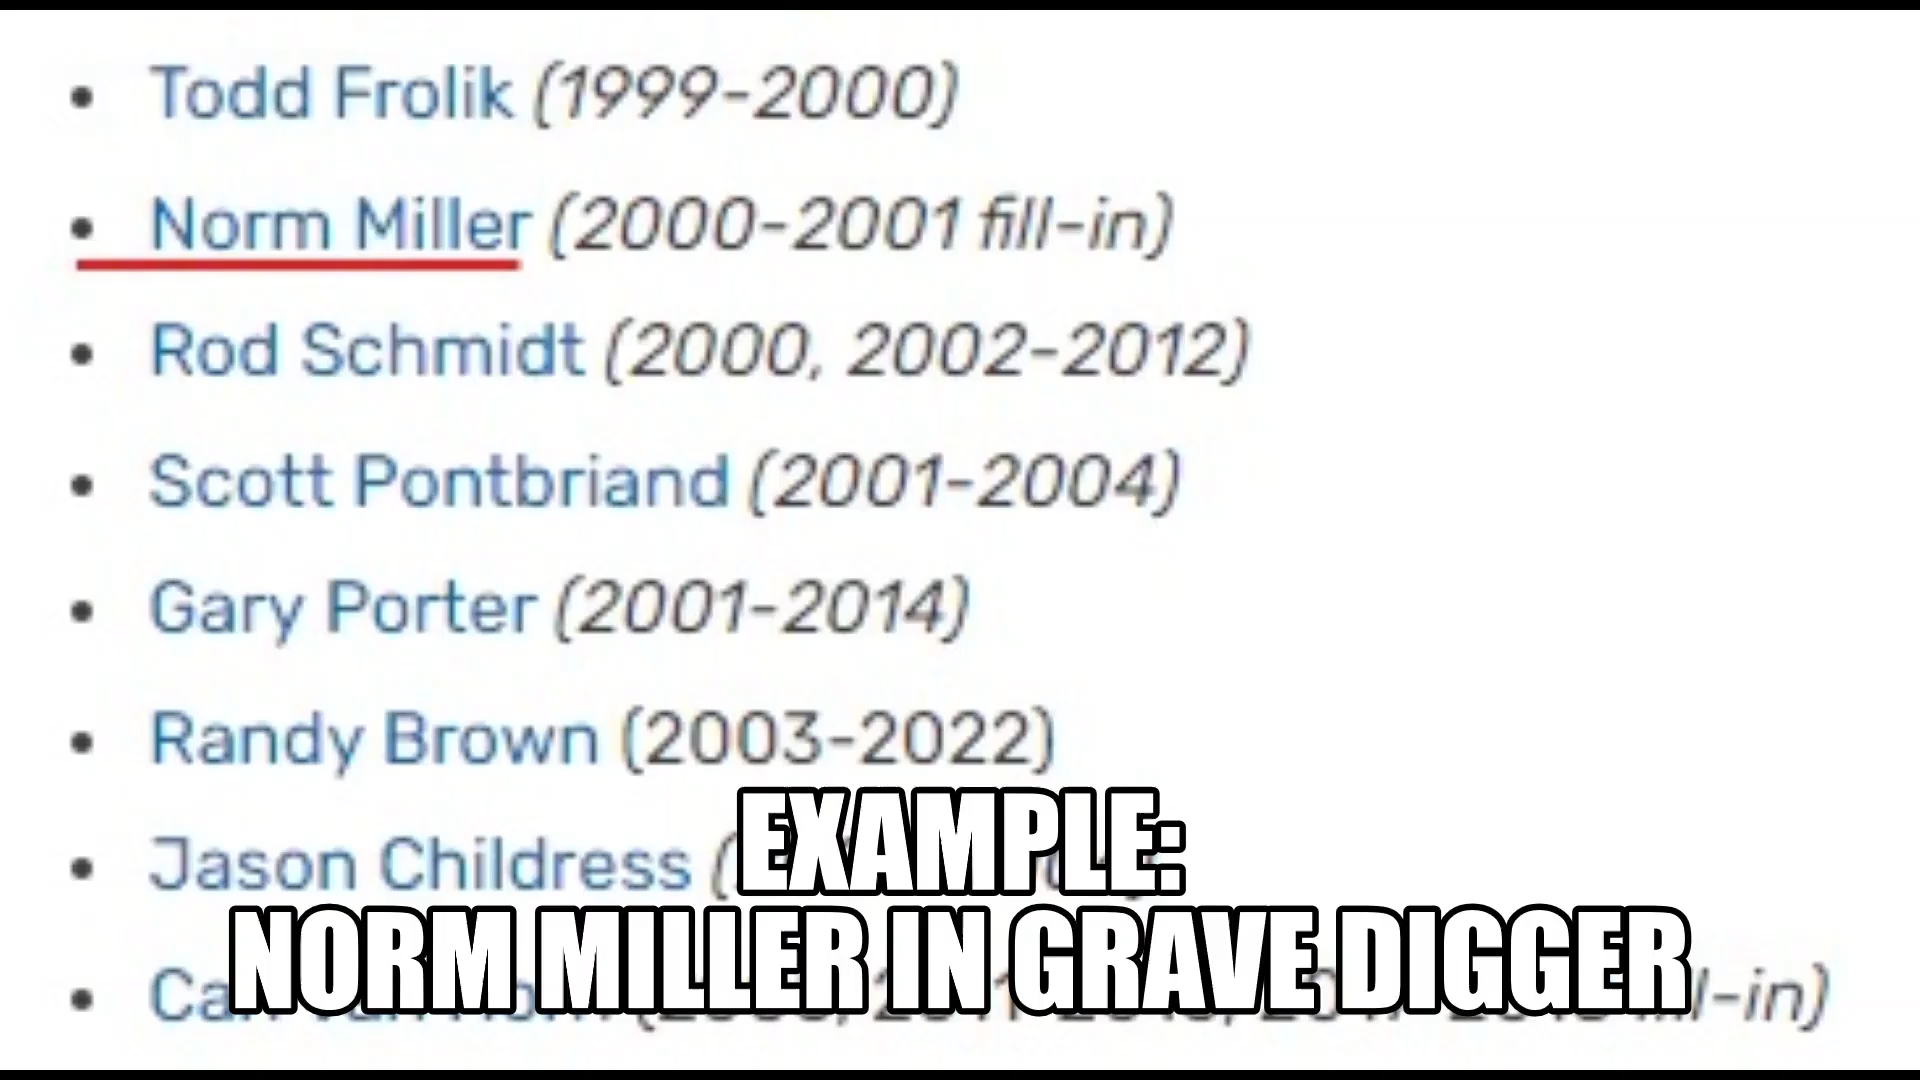 • Todd Frolik (1999-2000)
• Norm Miller (2000-2001 fill-in)
• Rod Schmidt (2000, 2002-2012)
• Scott Pontbriand (2001-2004)
• Gary Porter (2001-2014)
• Randy Brown (2003-2022)
• Jason Childress
EXAMPLE:
NORM MILLER IN GRAVE DIGGER